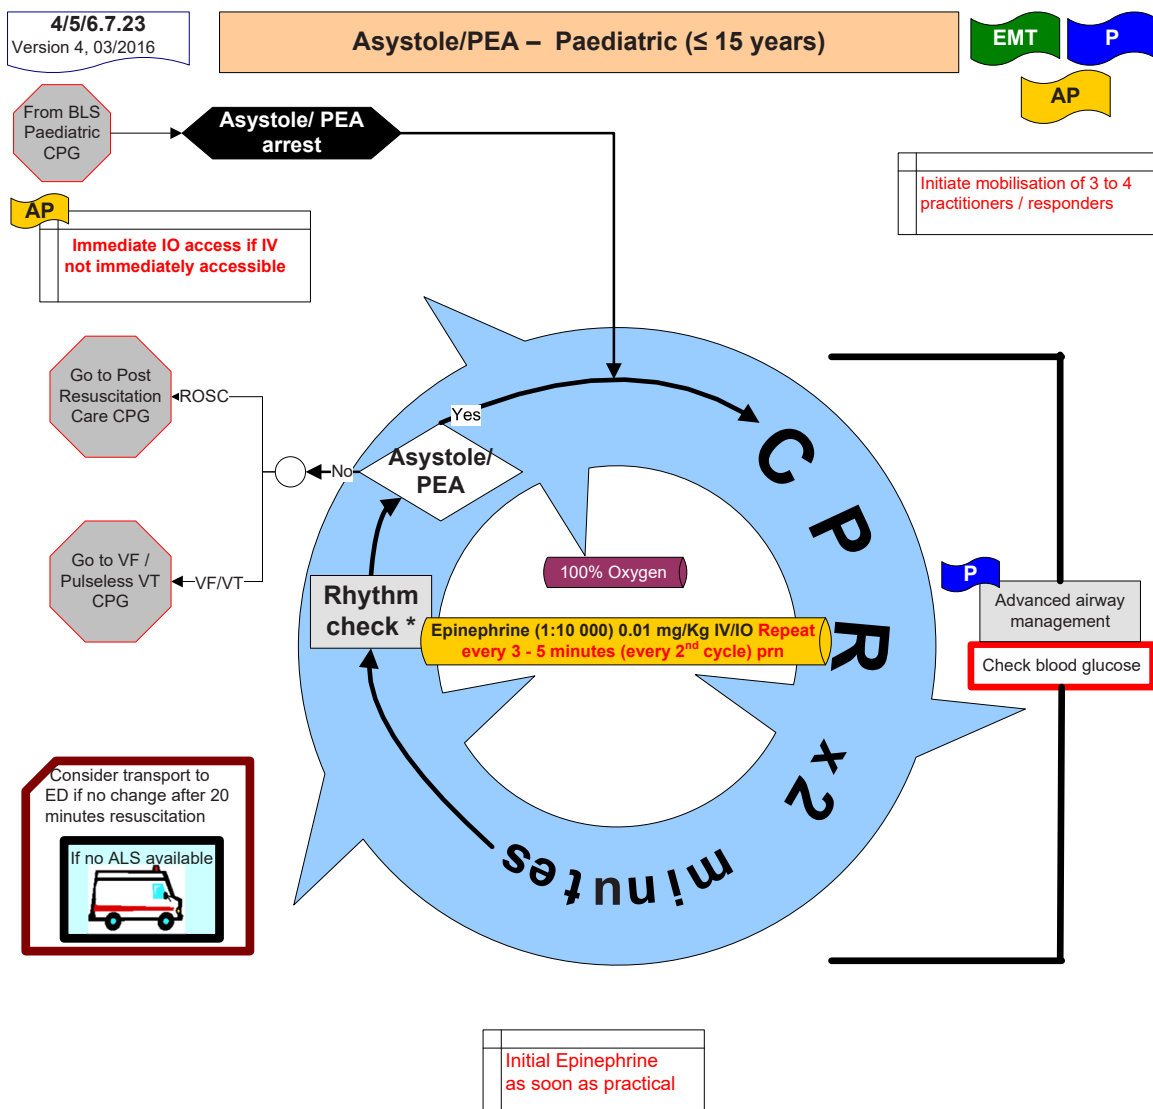 4/5/6.7.23
Version 4, 03/2016
Asystole/PEA – Paediatric (≤ 15 years)
EMT
P
AP
From BLS
Paediatric
CPG
Asystole/ PEA
arrest
Initiate mobilisation of 3 to 4
practitioners / responders
AP
Immediate IO access if IV
not immediately accessible
Go to Post
Resuscitation
Care CPG
ROSC
Yes
Asystole/
PEA
No
Go to VF /
Pulseless VT
CPG
VF/VT
CPR x2 minutes
100% Oxygen
Rhythm
check *
Epinephrine (1:10 000) 0.01 mg/Kg IV/IO Repeat
every 3 - 5 minutes (every 2nd cycle) prn
P
Advanced airway
management
Check blood glucose
Consider transport to
ED if no change after 20
minutes resuscitation
If no ALS available
Initial Epinephrine
as soon as practical